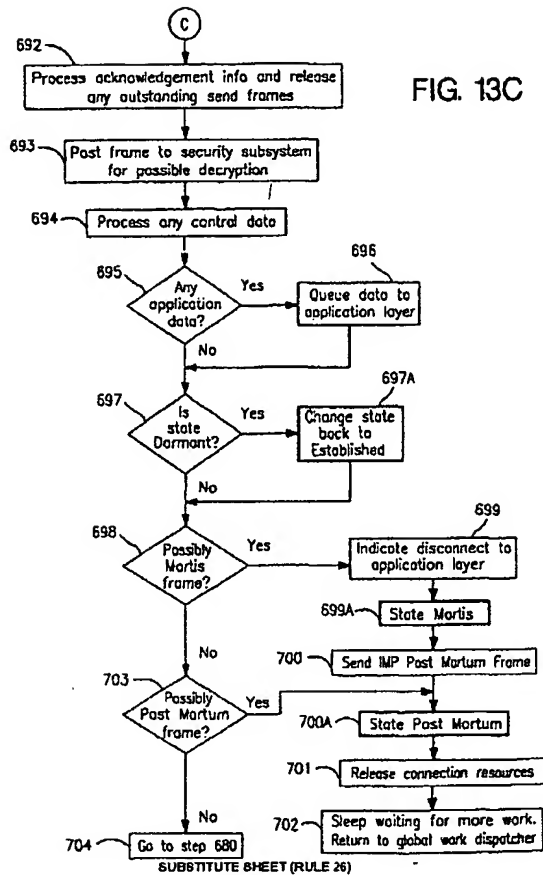 C
692
Process acknowledgement info and release
any outstanding send frames
FIG. 13C
693
Post frame to security subsystem
for possible decryption
694
Process any control data
695
Any
application
data?
Yes
696
Queue data to
application layer
No
697
Is
state
Dormant?
Yes
697A
Change state
back to
Established
No
698
Possibly
Mortis
frame?
Yes
699
Indicate disconnect to
application layer
699A
State Mortis
No
700
Send IMP Post Mortum Frame
703
Possibly
Post Mortum
frame?
Yes
700A
State Post Mortum
701
Release connection resources
No
702
Sleep waiting for more work.
Return to global work dispatcher
704
Go to step 680
SUBSTITUTE SHEET (RULE 26)